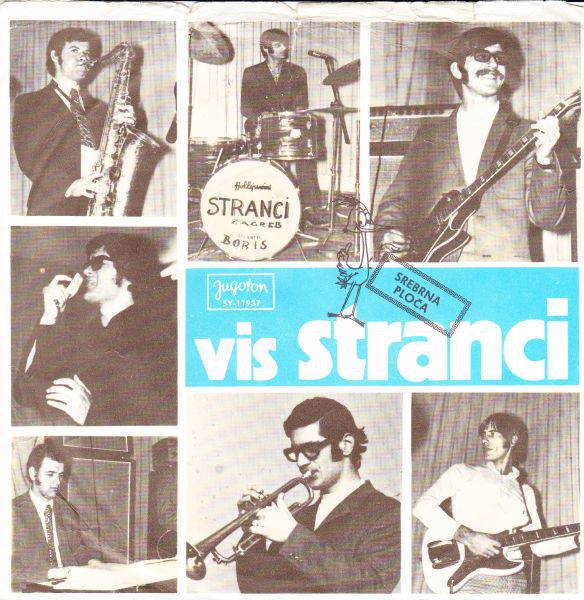 Hollywood
STRANCI
ZAGREB
BORIS
Jugoton
SY-11937
SREBRNA
PLOČA
vis stranci